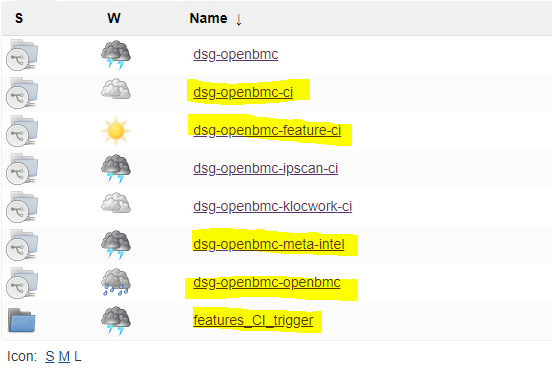 S W Name ↓
dsg-openbmc
dsg-openbmc-ci
dsg-openbmc-feature-ci
dsg-openbmc-ipscan-ci
dsg-openbmc-klocwork-ci
dsg-openbmc-meta-intel
dsg-openbmc-openbmc
features_CI_trigger
Icon: S M L